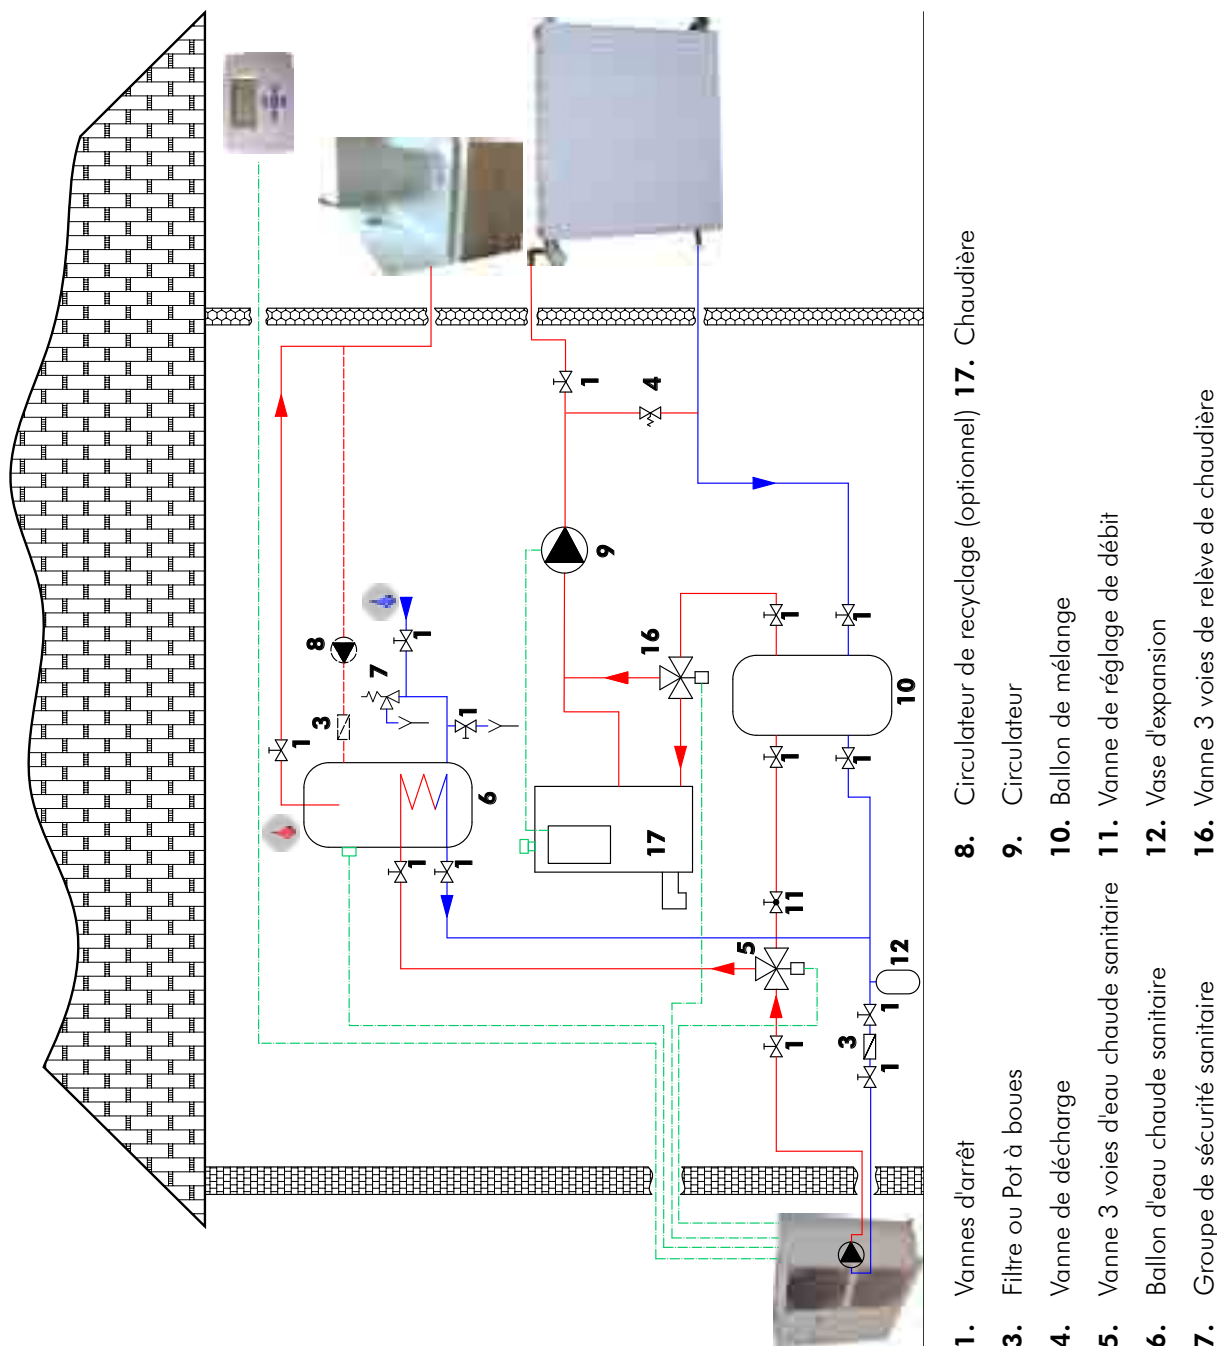 1
3 8
7
1 1
1 1
6
1
9
17 16 4
5
1 11 1 1
3 1 1
1 1 12 10
1. Vannes d'arrêt
3. Filtre ou Pot à boues
4. Vanne de décharge
5. Vanne 3 voies d'eau chaude sanitaire
6. Ballon d'eau chaude sanitaire
7. Groupe de sécurité sanitaire
8. Circulateur de recyclage (optionnel)
9. Circulateur
10. Ballon de mélange
11. Vanne de réglage de débit
12. Vase d'expansion
16. Vanne 3 voies de relève de chaudière
17. Chaudière